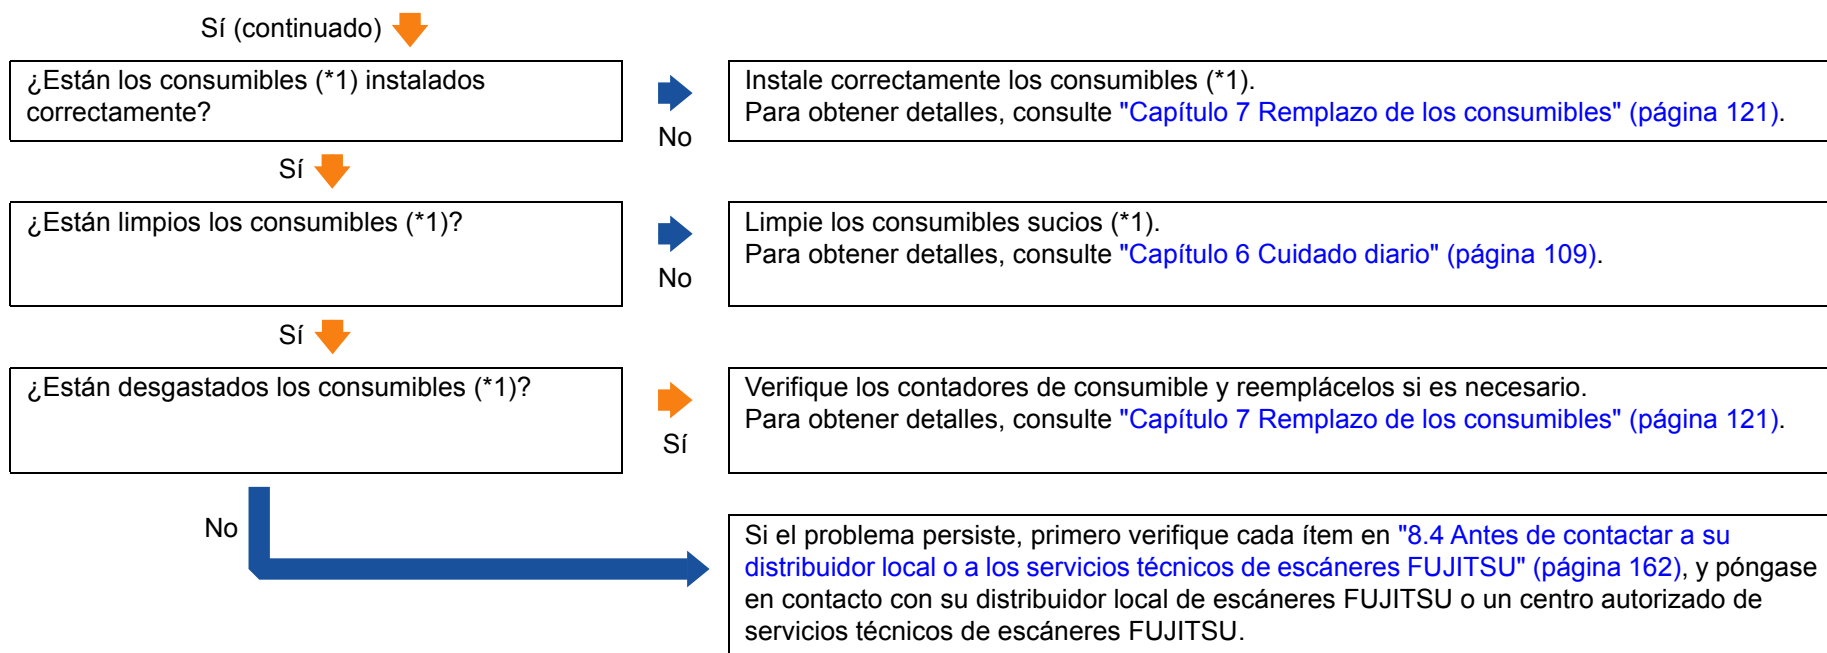 Sí (continuado)
¿Están los consumibles (*1) instalados
correctamente?
No
Instale correctamente los consumibles (*1).
Para obtener detalles, consulte "Capítulo 7 Remplazo de los consumibles" (página 121).
Sí
¿Están limpios los consumibles (*1)?
No
Limpie los consumibles sucios (*1).
Para obtener detalles, consulte "Capítulo 6 Cuidado diario" (página 109).
Sí
¿Están desgastados los consumibles (*1)?
Sí
Verifique los contadores de consumible y reemplácelos si es necesario.
Para obtener detalles, consulte "Capítulo 7 Remplazo de los consumibles" (página 121).
No
Si el problema persiste, primero verifique cada ítem en "8.4 Antes de contactar a su
distribuidor local o a los servicios técnicos de escáneres FUJITSU" (página 162), y póngase
en contacto con su distribuidor local de escáneres FUJITSU o un centro autorizado de
servicios técnicos de escáneres FUJITSU.